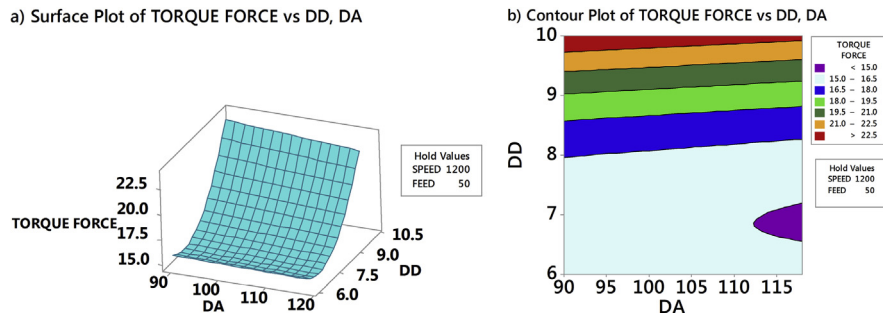 a) Surface Plot of TORQUE FORCE vs DD, DA
22.5
20.0
17.5
15.0
TORQUE FORCE
90
100
110
120
DA
6.0
7.5
9.0
10.5
DD
Hold Values
SPEED 1200
FEED 50
b) Contour Plot of TORQUE FORCE vs DD, DA
10
9
8
7
6
DD
90 95 100 105 110 115
DA
TORQUE
FORCE
< 15.0
15.0 – 16.5
16.5 – 18.0
18.0 – 19.5
19.5 – 21.0
21.0 – 22.5
> 22.5
Hold Values
SPEED 1200
FEED 50